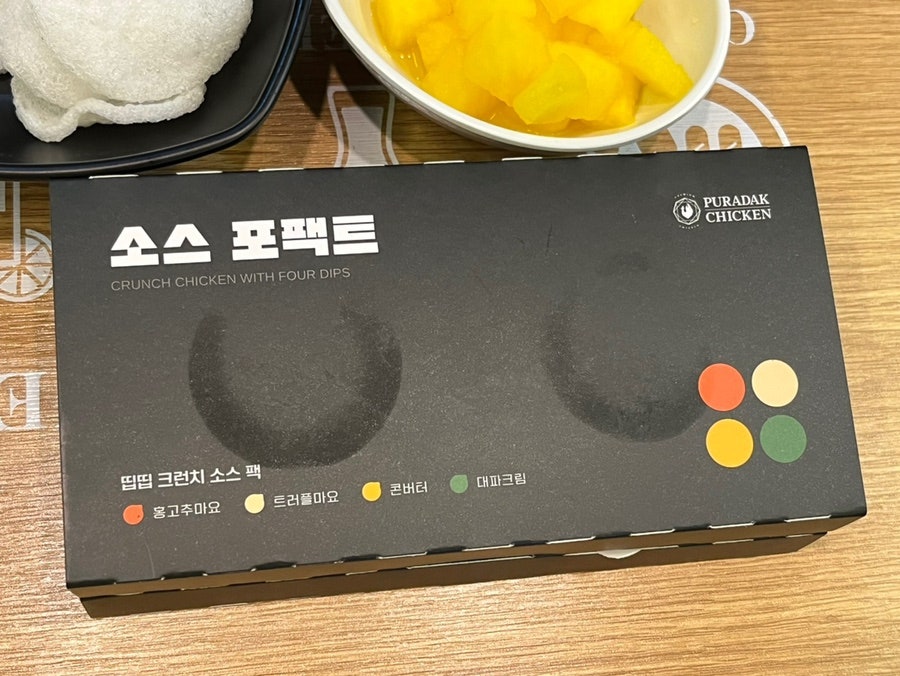 소스 포팩트
CRUNCH CHICKEN WITH FOUR DIPS
PURADAK
CHICKEN
띱띱 크런치 소스 팩
홍고추마요
트러플마요
콘버터
대파크림
E